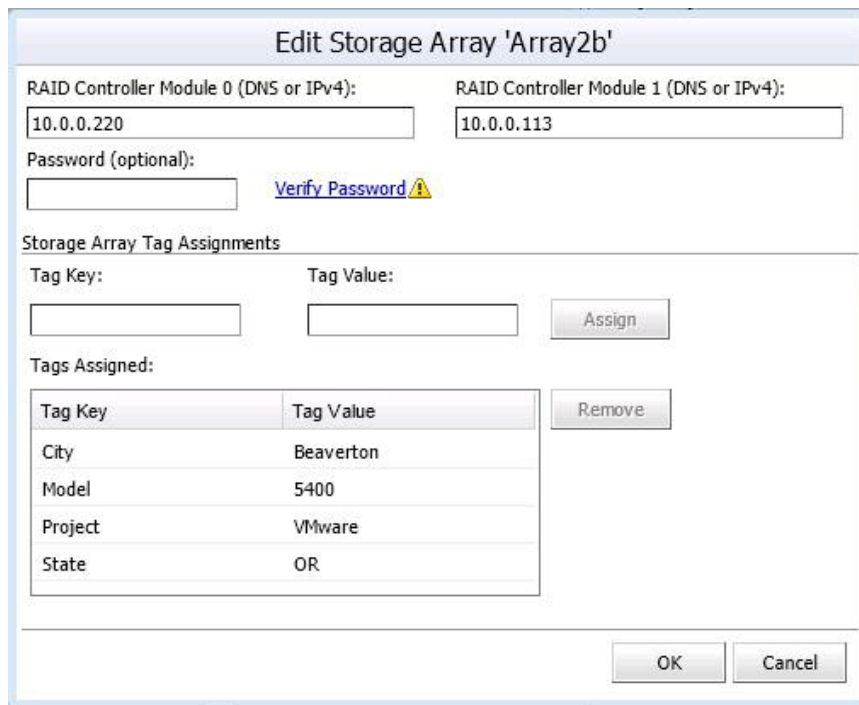 Edit Storage Array 'Array2b'
RAID Controller Module 0 (DNS or IPv4): RAID Controller Module 1 (DNS or IPv4):
10.0.0.220 10.0.0.113
Password (optional):
Verify Password
Storage Array Tag Assignments
Tag Key: Tag Value:
Assign
Tags Assigned:
Tag Key Tag Value Remove
City Beaverton
Model 5400
Project VMware
State OR
OK Cancel